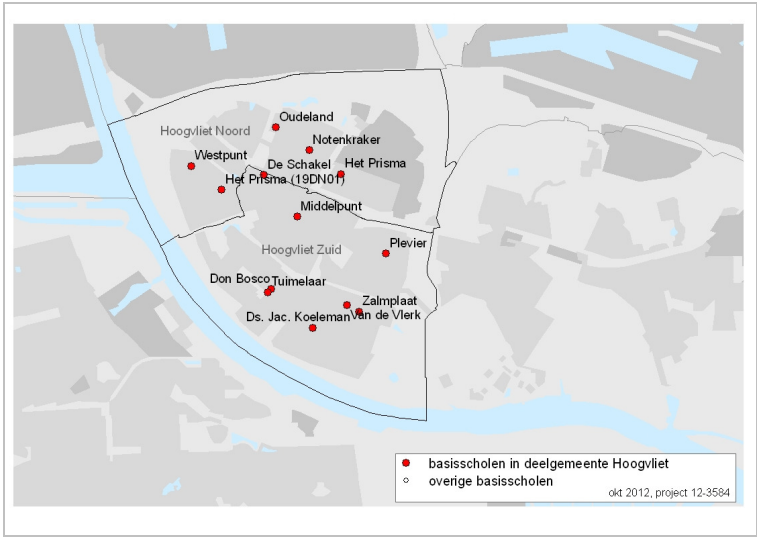 Oudeland
Hoogvliet Noord
Notenkraker
Westpunt
De Schakel
Het Prisma
Het Prisma (19DN01)
Middelpunt
Plevier
Hoogvliet Zuid
Don Bosco
Tuimelaar
Zalmplaat
Ds. Jac. Koeleman
Van de Vlerk
basisscholen in deelgemeente Hoogvliet
overige basisscholen
okt 2012, project 12-3584